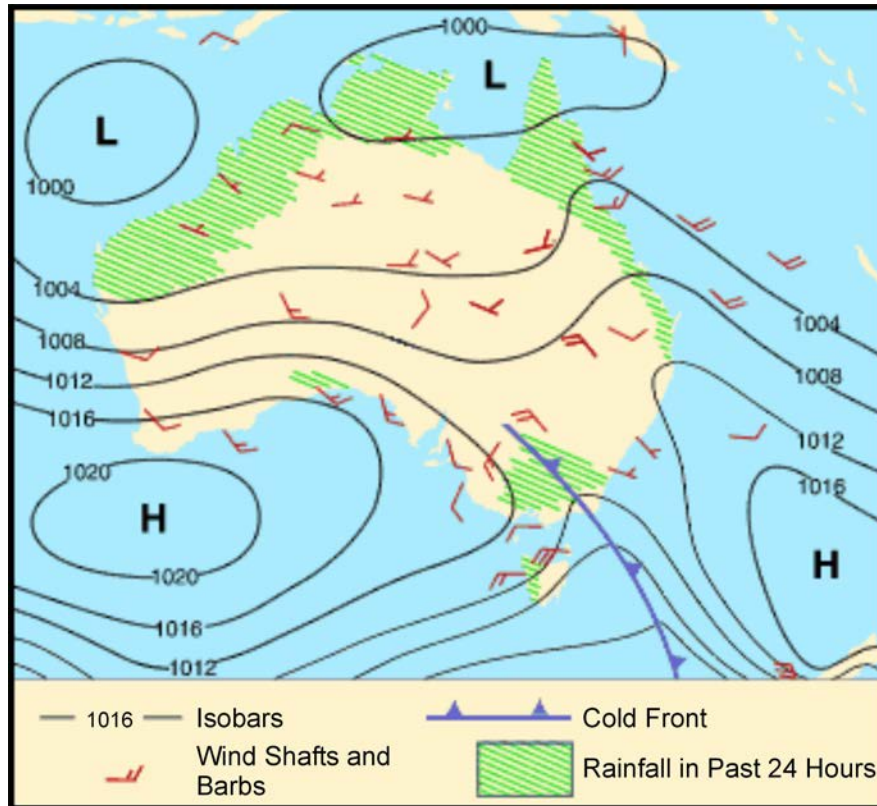 1000
L
L
1000
1004
1004
1008
1008
1012
1012
1016
1016
1020
H
H
1020
1016
1012
1016 Isobars
Cold Front
Wind Shafts and
Barbs
Rainfall in Past 24 Hours